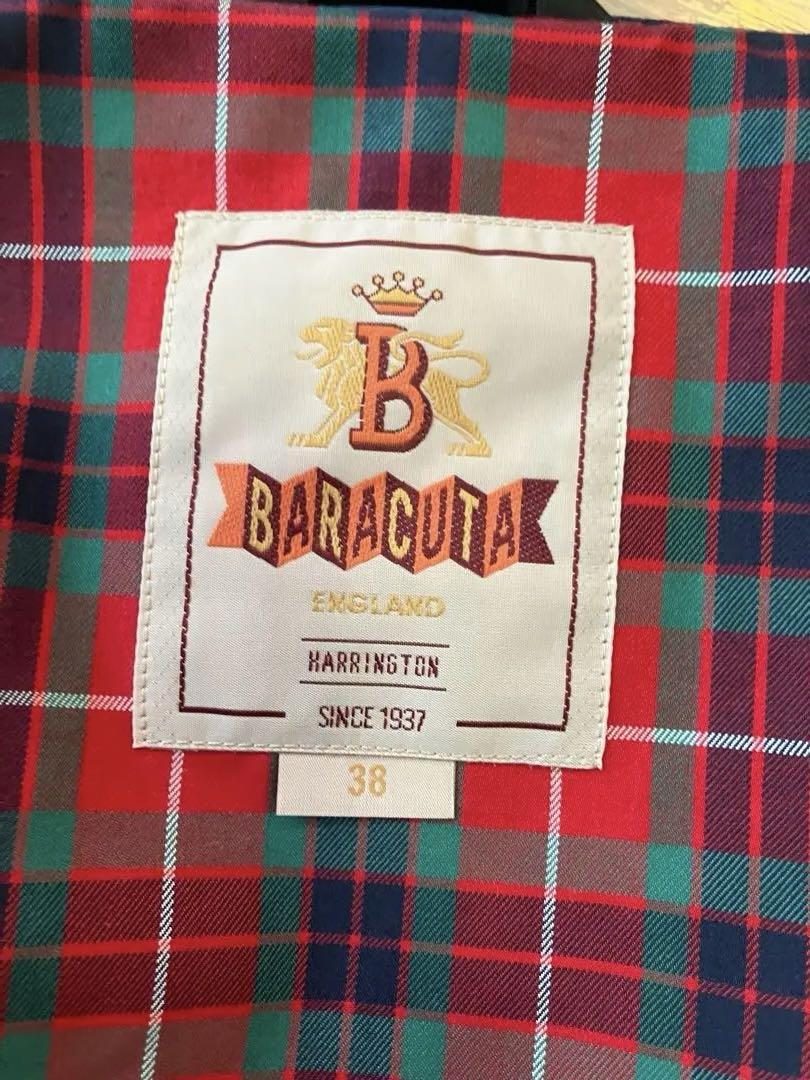 B
BARACUTA
ENGLAND
HARRINGTON
SINCE 1937
38